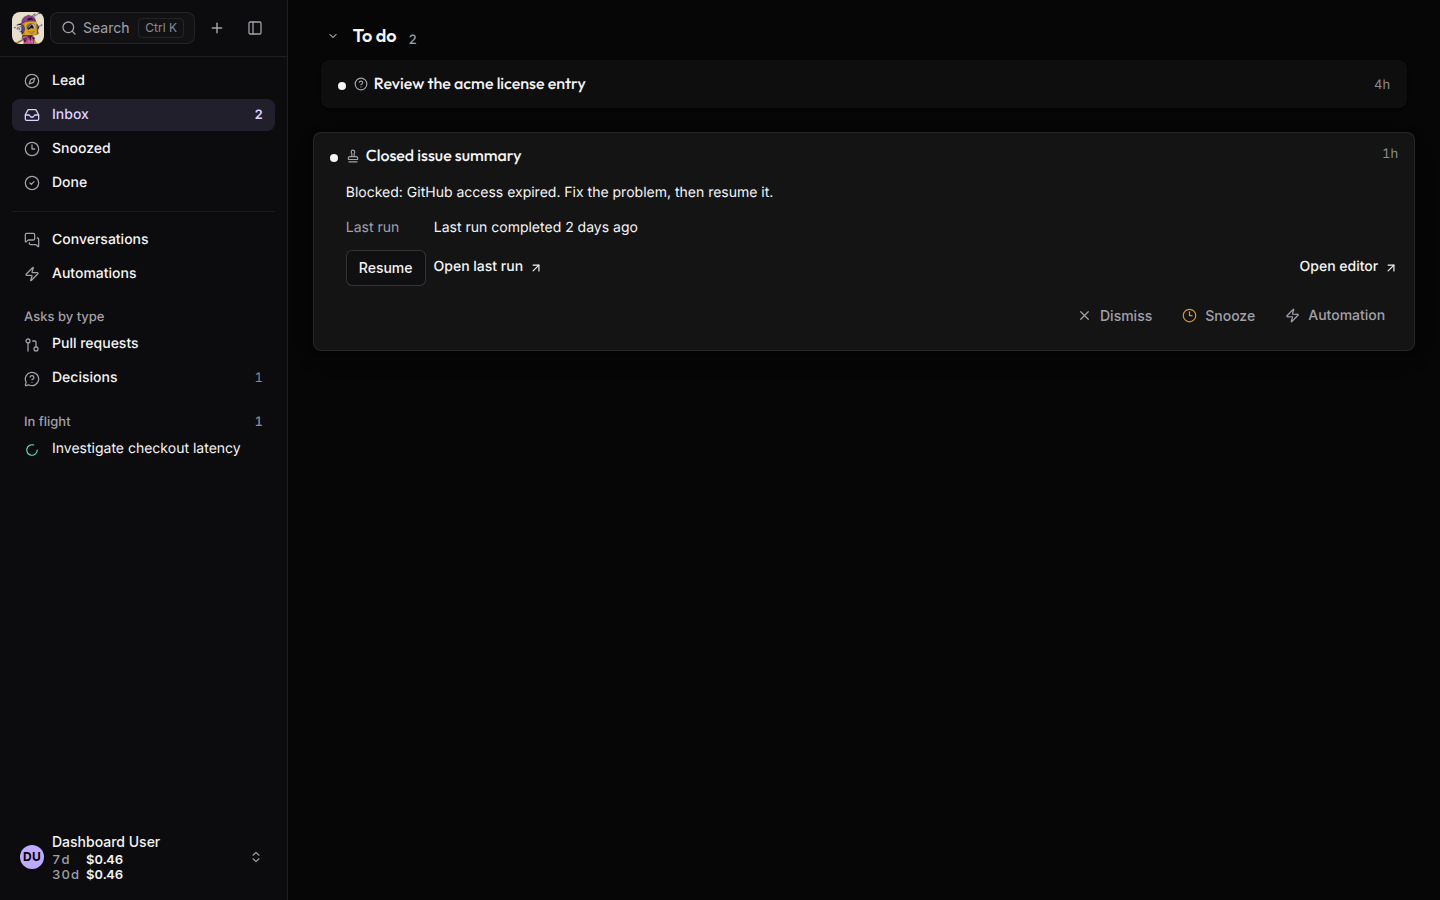 Search Ctrl K
Lead
Inbox 2
Snoozed
Done
Conversations
Automations
Asks by type
Pull requests
Decisions 1
In flight 1
Investigate checkout latency
DU
Dashboard User
7d $0.46
30d $0.46
To do 2
Review the acme license entry 4h
Closed issue summary 1h
Blocked: GitHub access expired. Fix the problem, then resume it.
Last run Last run completed 2 days ago
Resume Open last run Open editor
Dismiss Snooze Automation